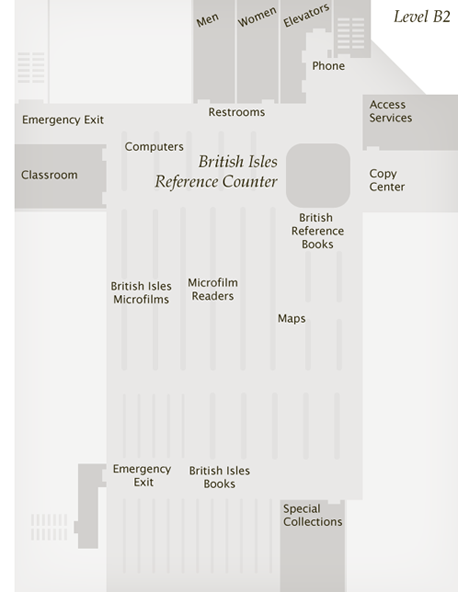 Level B2
Men
Women
Elevators
Phone
Restrooms
Access
Services
Emergency Exit
Computers
British Isles
Reference Counter
Classroom
Copy
Center
British
Reference
Books
British Isles
Microfilms
Microfilm
Readers
Maps
Emergency
Exit
British Isles
Books
Special
Collections